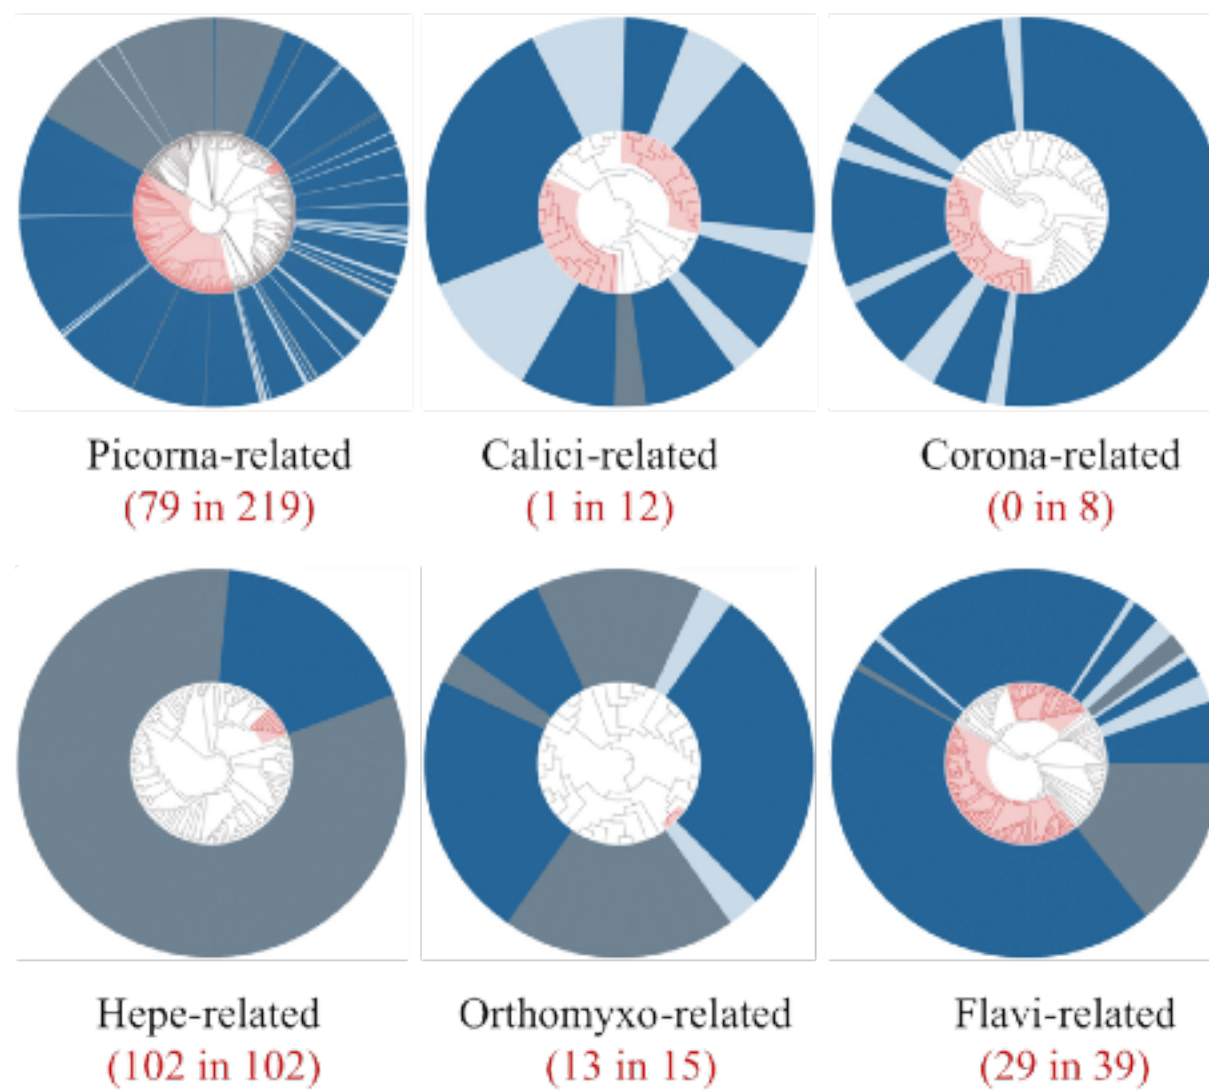 Picorna-related
(79 in 219)
Calici-related
(1 in 12)
Corona-related
(0 in 8)
Hepe-related
(102 in 102)
Orthomyxo-related
(13 in 15)
Flavi-related
(29 in 39)